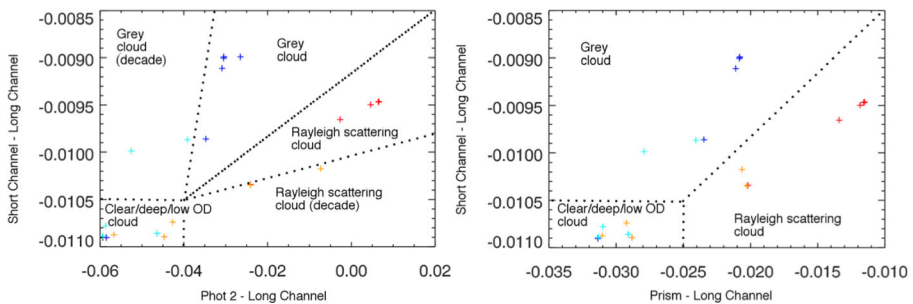 -0.0085
-0.0090
-0.0095
-0.0100
-0.0105
-0.0110
Short Channel - Long Channel
Grey
cloud
(decade)
Grey
cloud
Rayleigh scattering
cloud
Rayleigh scattering
cloud (decade)
Clear/deep/low OD
cloud
-0.06
-0.04
-0.02
0.00
0.02
Phot 2 - Long Channel
-0.0085
-0.0090
-0.0095
-0.0100
-0.0105
-0.0110
Short Channel - Long Channel
Grey
cloud
Clear/deep/low OD
cloud
Rayleigh scattering
cloud
-0.035
-0.030
-0.025
-0.020
-0.015
-0.010
Prism - Long Channel